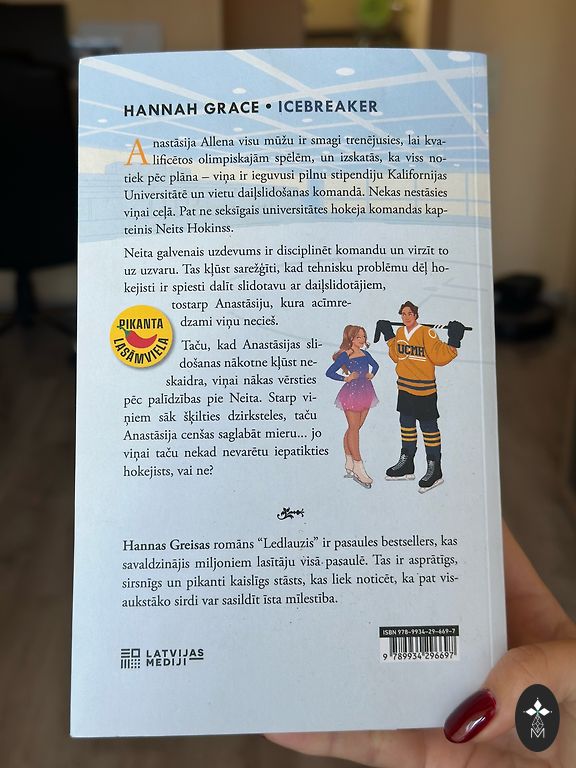 HANNAH GRACE • ICEBREAKER
Anastāsija Allena visu mūžu ir smagi trenējusies, lai kva-
lificētos olimpiskajām spēlēm, un izskatās, ka viss no-
tiek pēc plāna – viņa ir ieguvusi pilnu stipendiju Kalifornijas
Universitātē un vietu daiļslidošanas komandā. Nekas nestāsies
viņai ceļā. Pat ne seksīgais universitātes hokeja komandas kap-
teinis Neits Hokinss.
Neita galvenais uzdevums ir disciplinēt komandu un virzīt to
uz uzvaru. Tas kļūst sarežģīti, kad tehnisku problēmu dēļ ho-
kejisti ir spiesti dalīt slidotavu ar daiļslidotājiem,
tostarp Anastāsiju, kura acīmre-
dzami viņu necieš.
PIKANTA
LASĀMVIELA
Taču, kad Anastāsijas sli-
došanas nākotne kļūst ne-
skaidra, viņai nākas vērsties
pēc palīdzības pie Neita. Starp vi-
ņiem sāk šķilties dzirksteles, taču
Anastāsija cenšas saglabāt mieru... jo
viņai taču nekad nevarētu iepatikties
hokejists, vai ne?
UCMH
Hannas Greisas romāns “Ledlauzis” ir pasaules bestsellers, kas
savaldzinājis miljoniem lasītāju visā pasaulē. Tas ir asprātīgs,
sirsnīgs un pikanti kaislīgs stāsts, kas liek noticēt, ka pat vis-
aukstāko sirdi var sasildīt īsta mīlestība.
LATVIJAS
MEDIJI
ISBN 978-9934-29-669-7
9 789934 296697
M